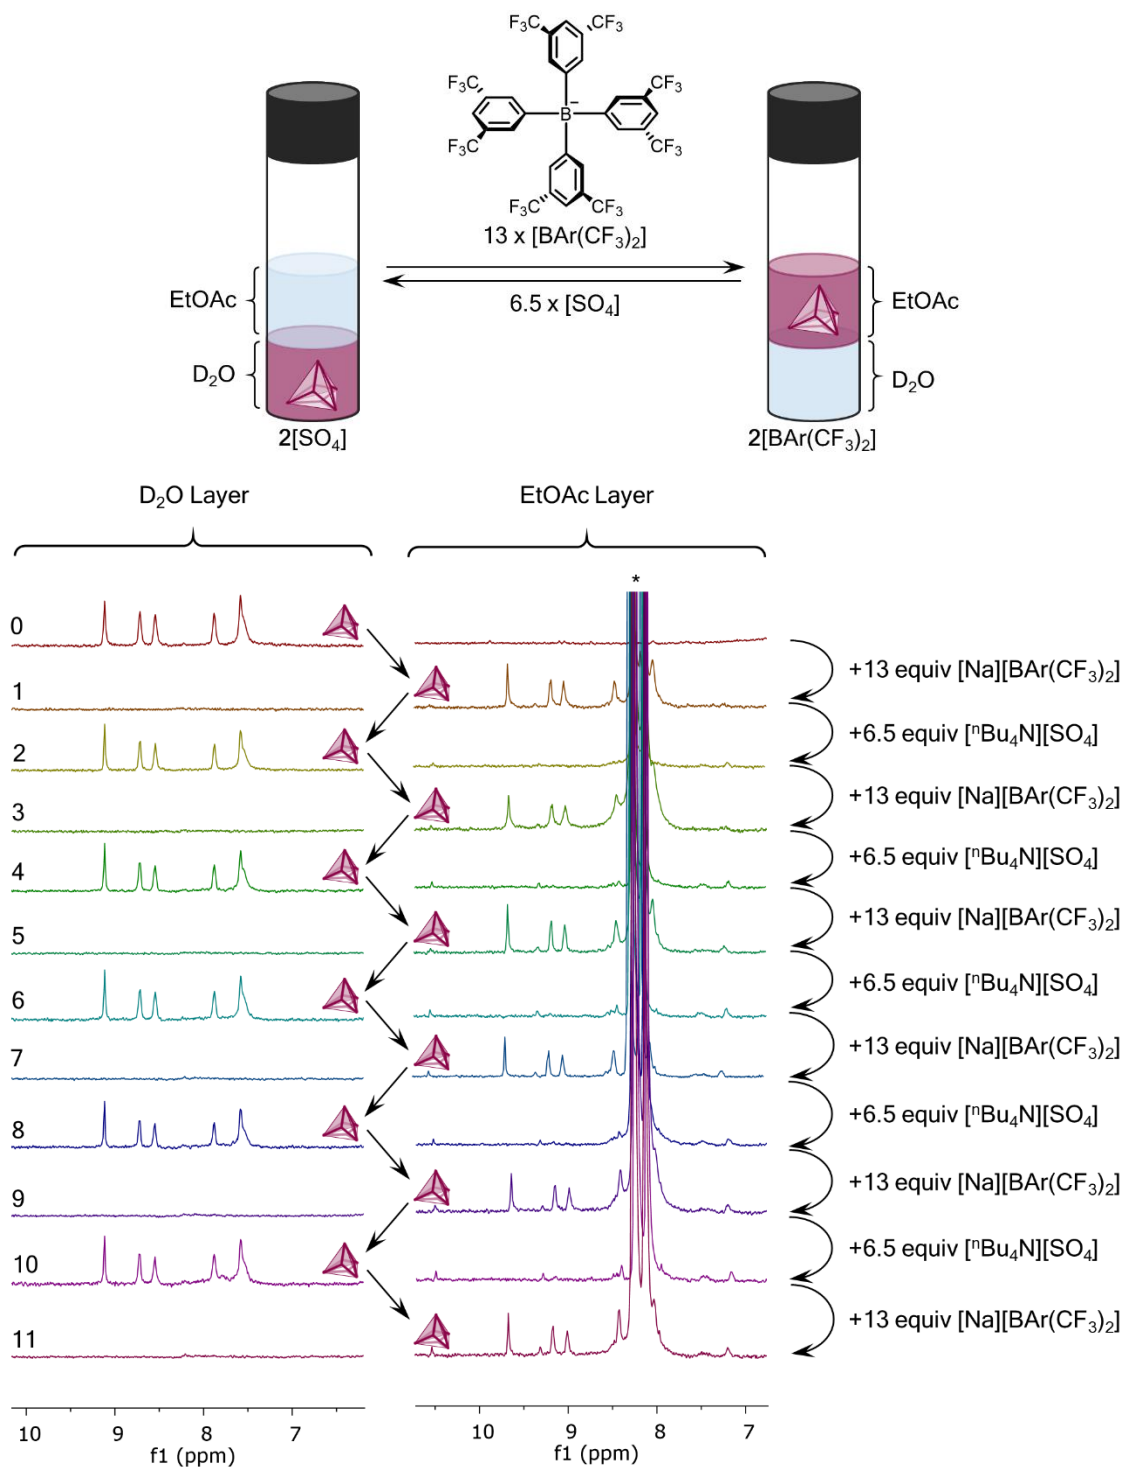 F₃C CF₃
F₃C CF₃
F₃C B⁻ CF₃
F₃C CF₃
13 x [BAr(CF₃)₂]
6.5 x [SO₄]
EtOAc
D₂O
2[SO₄]
EtOAc
D₂O
2[BAr(CF₃)₂]
D₂O Layer
EtOAc Layer
*
0
1
2
3
4
5
6
7
8
9
10
11
+13 equiv [Na][BAr(CF₃)₂]
+6.5 equiv [ⁿBu₄N][SO₄]
+13 equiv [Na][BAr(CF₃)₂]
+6.5 equiv [ⁿBu₄N][SO₄]
+13 equiv [Na][BAr(CF₃)₂]
+6.5 equiv [ⁿBu₄N][SO₄]
+13 equiv [Na][BAr(CF₃)₂]
+6.5 equiv [ⁿBu₄N][SO₄]
+13 equiv [Na][BAr(CF₃)₂]
+6.5 equiv [ⁿBu₄N][SO₄]
+13 equiv [Na][BAr(CF₃)₂]
10 9 8 7
f1 (ppm)
10 9 8 7
f1 (ppm)